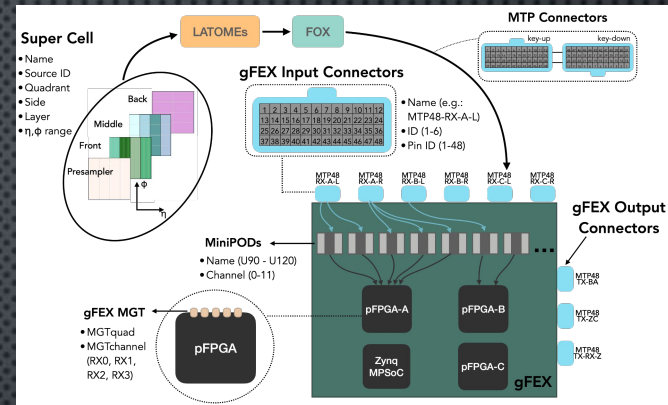 Super Cell
• Name
• Source ID
• Quadrant
• Side
• Layer
• η,ϕ range
LATOMEs
FOX
MTP Connectors
key-up
key-down
Back
Middle
Front
Presampler
ϕ
η
gFEX Input Connectors
1 2 3 4 5 6 7 8 9 10 11 12
13 14 15 16 17 18 19 20 21 22 23 24
25 26 27 28 29 30 31 32 33 34 35 36
37 38 39 40 41 42 43 44 45 46 47 48
• Name (e.g.:
MTP48-RX-A-L)
• ID (1-6)
• Pin ID (1-48)
MTP48
RX-A-L
MTP48
RX-A-R
MTP48
RX-B-L
MTP48
RX-B-R
MTP48
RX-C-L
MTP48
RX-C-R
gFEX Output
Connectors
MTP48
TX-BA
MTP48
TX-ZC
MTP48
TX-RX-Z
MiniPODs
• Name (U90 - U120)
• Channel (0-11)
...
gFEX MGT
• MGTquad
• MGTchannel
(RX0, RX1,
RX2, RX3)
pFPGA
pFPGA-A
pFPGA-B
Zynq
MPSoC
pFPGA-C
gFEX